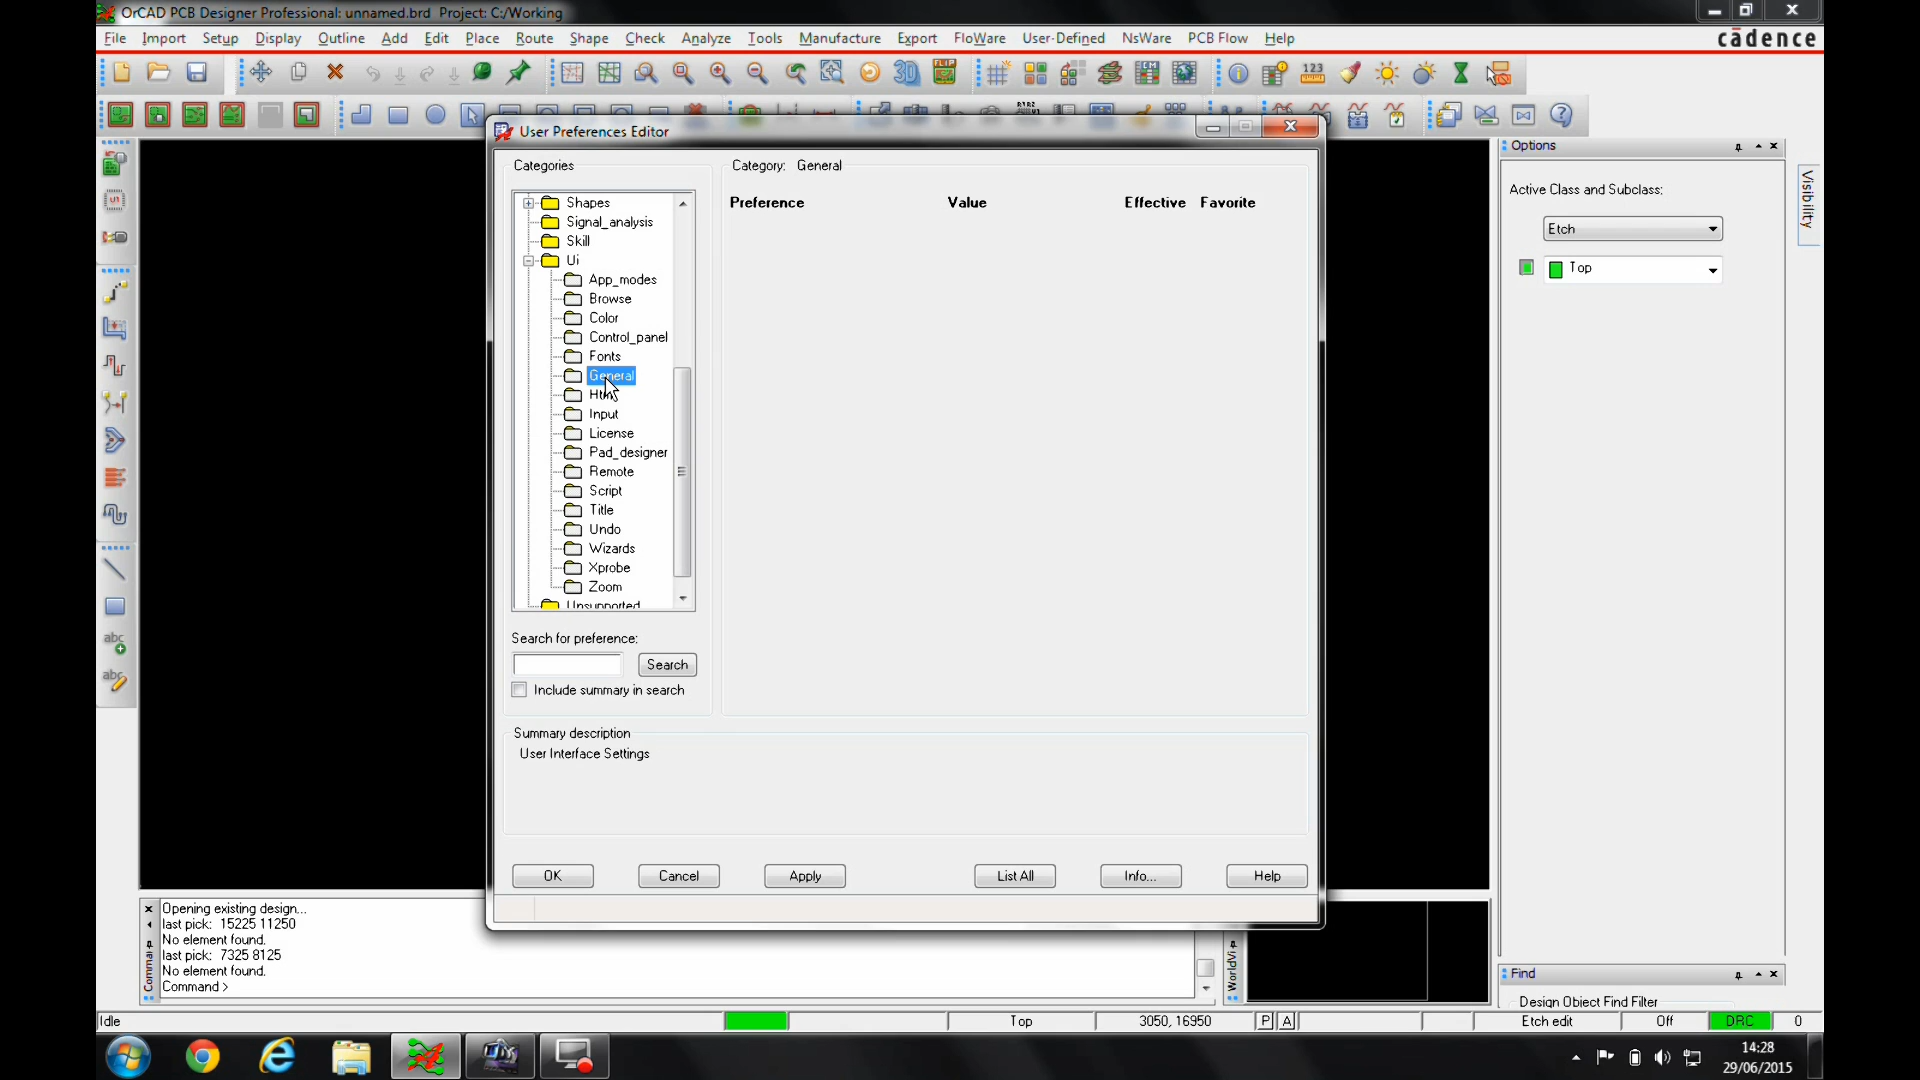 OrCAD PCB Designer Professional: unnamed.brd Project: C:/Working
File Import Setup Display Outline Add Edit Place Route Shape Check Analyze Tools Manufacture Export FloWare User-Defined NsWare PCB Flow Help
cādence
User Preferences Editor
Categories
Shapes
Signal_analysis
Skill
Ui
App_modes
Browse
Color
Control_panel
Fonts
General
Input
License
Pad_designer
Remote
Script
Title
Undo
Wizards
Xprobe
Zoom
Unsupported
Search for preference:
Search
Include summary in search
Category: General
Preference Value Effective Favorite
Summary description
User Interface Settings
OK Cancel Apply List All Info... Help
Options
Active Class and Subclass:
Etch
Top
Visibility
Find
Design Object Find Filter
Opening existing design...
last pick: 15225 11250
No element found.
last pick: 7325 8125
No element found.
Command >
Idle Top 3050, 16950 P A Etch edit Off DRC 0
14:28
29/06/2015